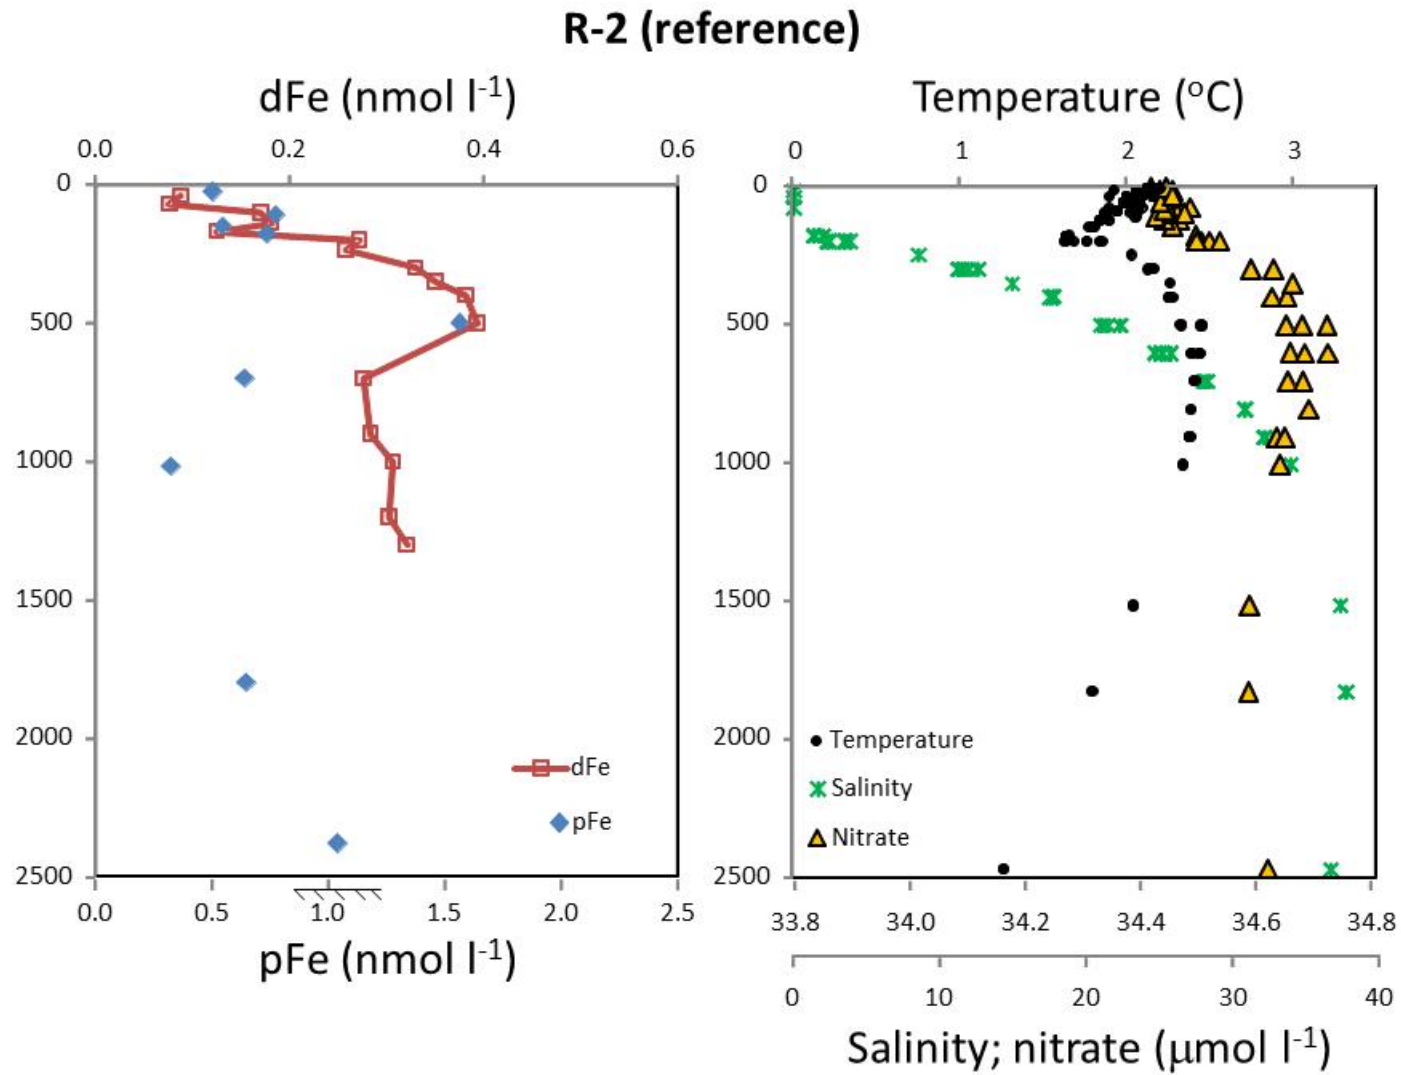 R-2 (reference)
dFe (nmol l-1)
0.0 0.2 0.4 0.6
0
500
1000
1500
2000
2500
dFe
pFe
0.0 0.5 1.0 1.5 2.0 2.5
pFe (nmol l-1)
Temperature (oC)
0 1 2 3
0
500
1000
1500
2000
2500
Temperature
Salinity
Nitrate
33.8 34.0 34.2 34.4 34.6 34.8
0 10 20 30 40
Salinity; nitrate (μmol l-1)